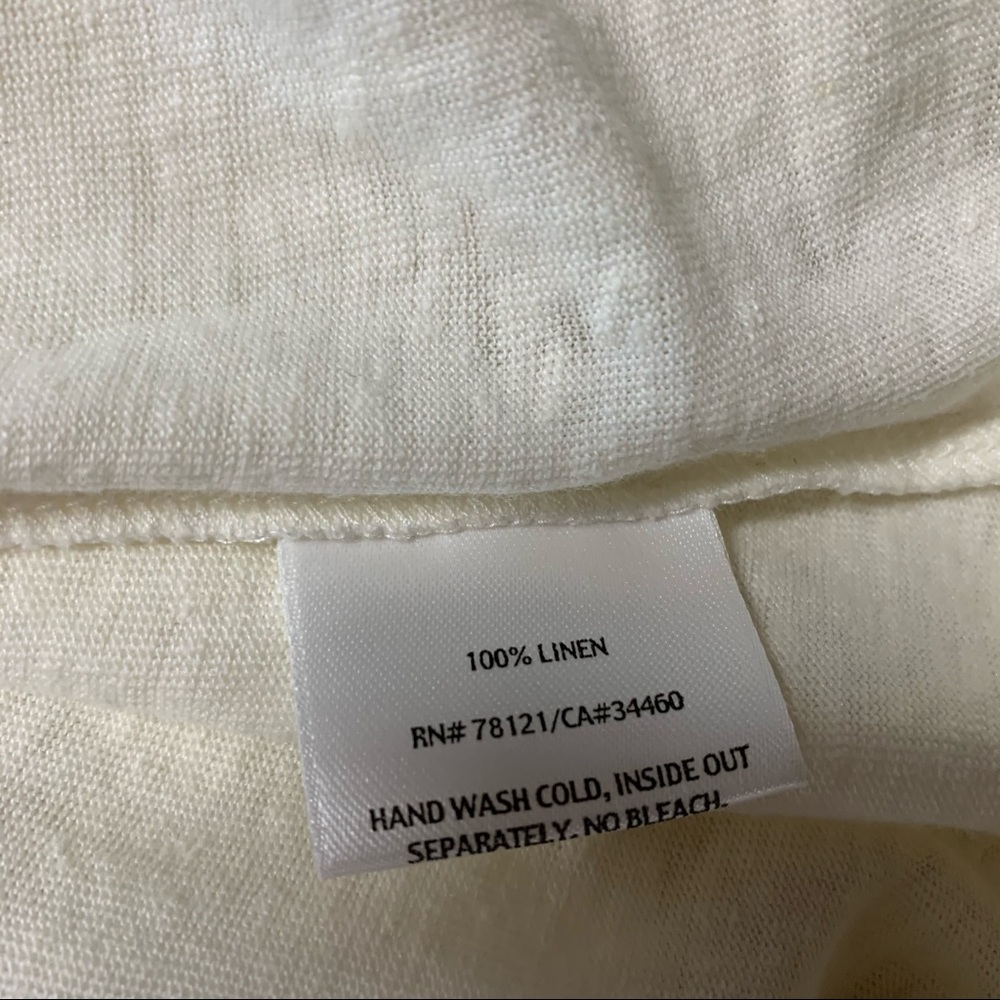 100% LINEN
RN# 78121/CA#34460
HAND WASH COLD, INSIDE OUT
SEPARATELY. NO BLEACH.